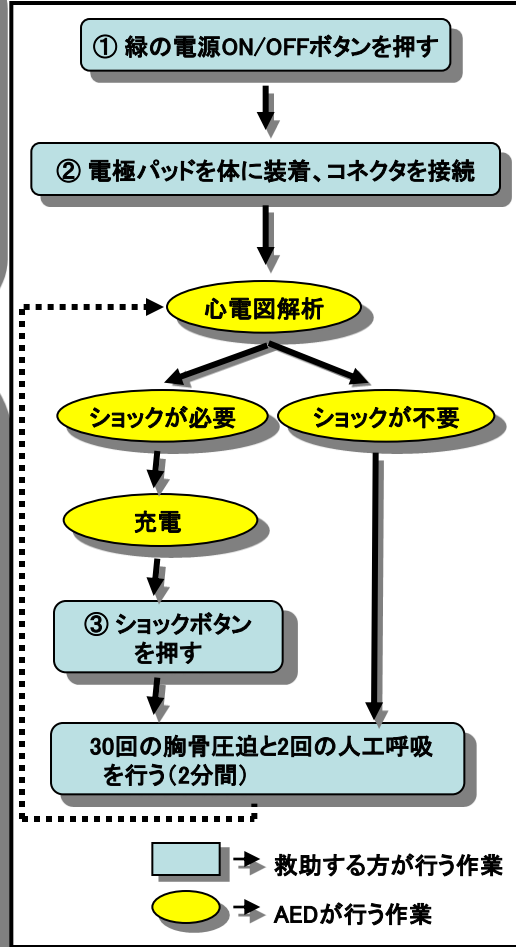 ① 緑の電源ON/OFFボタンを押す
② 電極パッドを体に装着、コネクタを接続
心電図解析
ショックが必要
ショックが不要
充電
③ ショックボタン
を押す
30回の胸骨圧迫と2回の人工呼吸
を行う(2分間)
救助する方が行う作業
AEDが行う作業